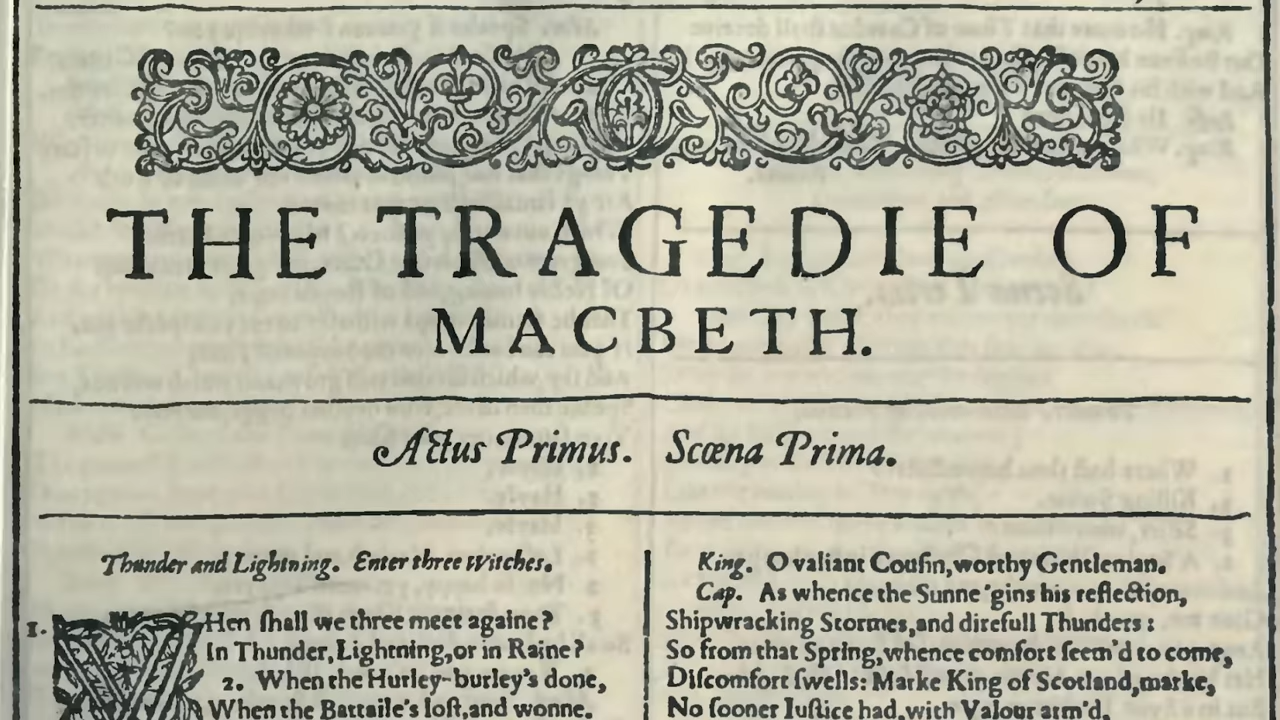 THE TRAGEDIE OF
MACBETH.
Actus Primus. Scœna Prima.
Thunder and Lightning. Enter three Witches.
1. WHen ſhall we three meet againe?
In Thunder, Lightning, or in Raine?
2. When the Hurley-burley's done,
When the Battaile's loſt, and wonne.
King. O valiant Couſin, worthy Gentleman.
Cap. As whence the Sunne 'gins his reflection,
Shipwracking Stormes, and direfull Thunders:
So from that Spring, whence comfort ſeem'd to come,
Diſcomfort ſwells: Marke King of Scotland, marke,
No ſooner Iuſtice had, with Valour arm'd,